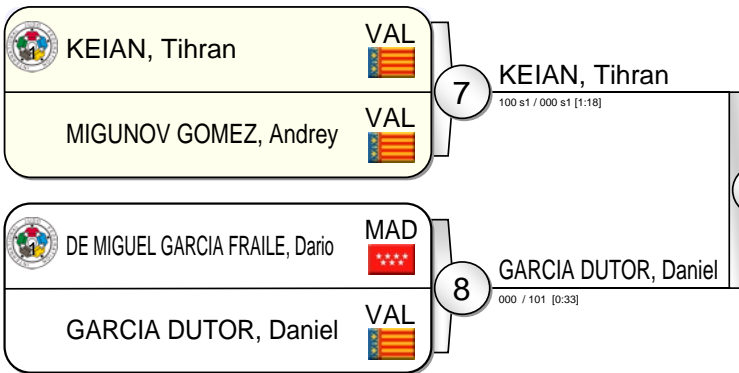 KEIAN, Tihran
VAL
MIGUNOV GOMEZ, Andrey
VAL
7
KEIAN, Tihran
100 s1 / 000 s1 [1:18]
DE MIGUEL GARCIA FRAILE, Dario
MAD
GARCIA DUTOR, Daniel
VAL
8
GARCIA DUTOR, Daniel
000 / 101 [0:33]